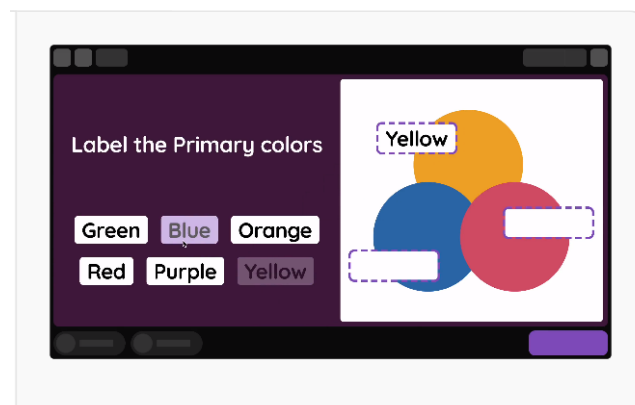 Label the Primary colors
Green Blue Orange
Red Purple Yellow
Yellow